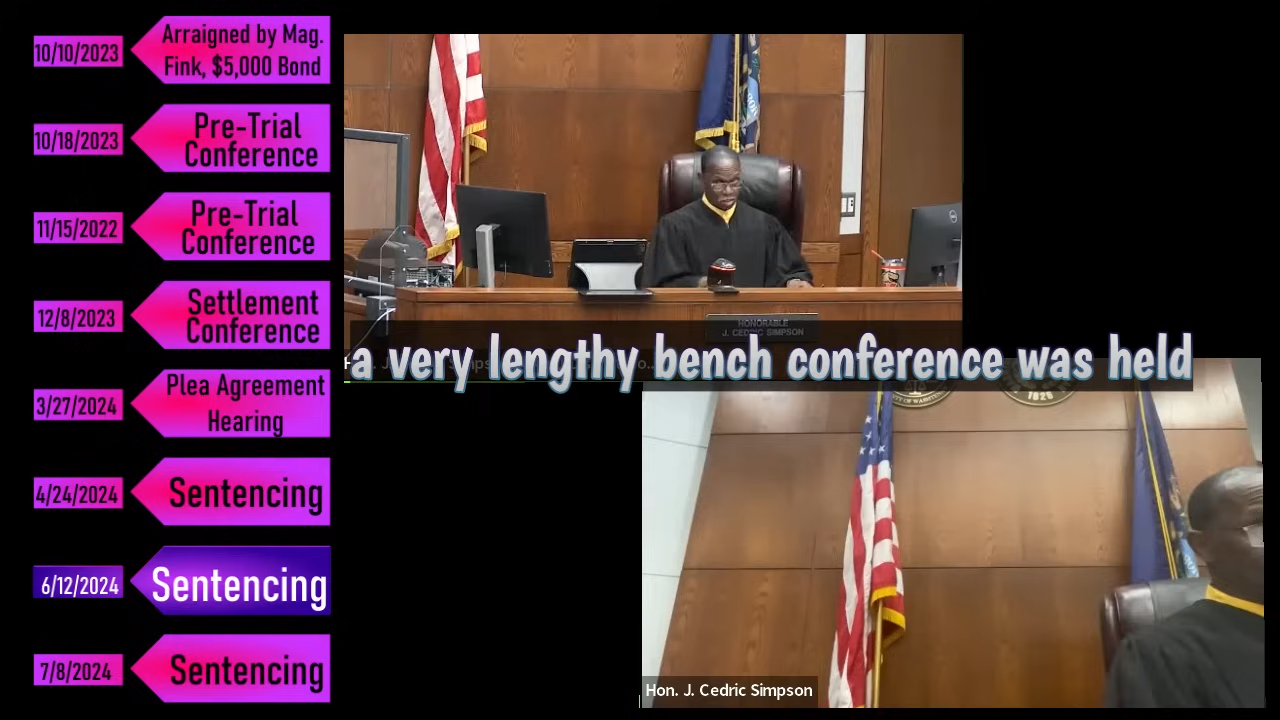 10/10/2023
Arraigned by Mag.
Fink, $5,000 Bond
10/18/2023
Pre-Trial
Conference
11/15/2022
Pre-Trial
Conference
12/8/2023
Settlement
Conference
3/27/2024
Plea Agreement
Hearing
4/24/2024
Sentencing
6/12/2024
Sentencing
7/8/2024
Sentencing
HONORABLE
J. CEDRIC SIMPSON
a very lengthy bench conference was held
1826
Hon. J. Cedric Simpson